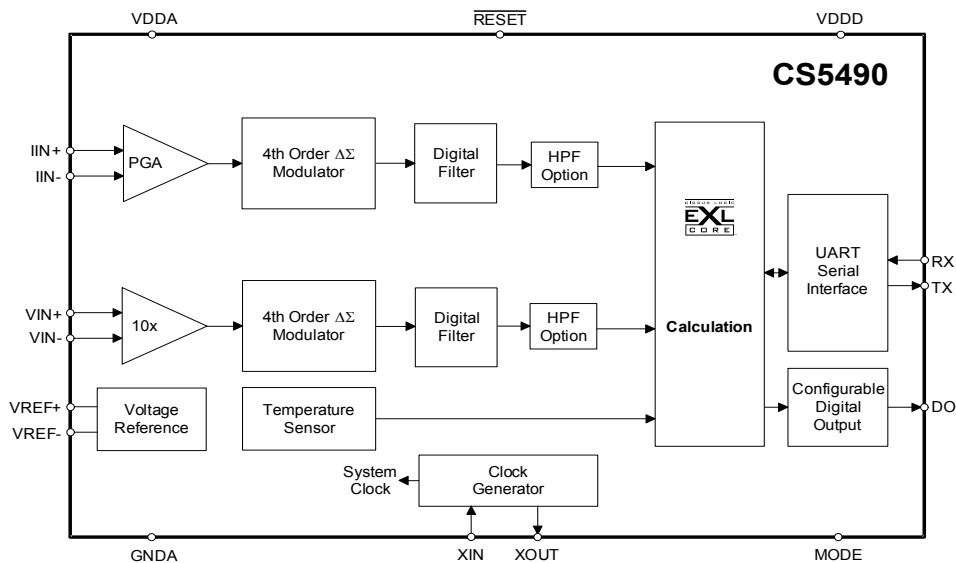 VDDA
RESET
VDDD
CS5490
IIN+
IIN-
PGA
4th Order ΔΣ
Modulator
Digital
Filter
HPF
Option
CIRRUS LOGIC
EXL
CORE
UART
Serial
Interface
RX
TX
VIN+
VIN-
10x
4th Order ΔΣ
Modulator
Digital
Filter
HPF
Option
Calculation
VREF+
VREF-
Voltage
Reference
Temperature
Sensor
Configurable
Digital
Output
DO
System
Clock
Clock
Generator
GNDA
XIN
XOUT
MODE